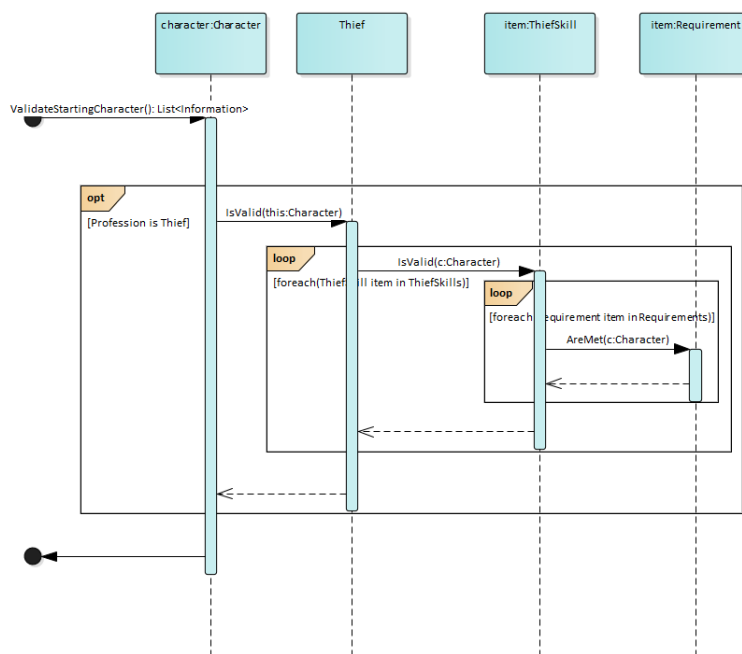 character:Character
Thief
item:ThiefSkill
item:Requirement
ValidateStartingCharacter(): List<Information>
opt
[Profession is Thief]
IsValid(this:Character)
loop
[foreach(ThiefSkill item in ThiefSkills)]
IsValid(c:Character)
loop
[foreach(Requirement item in Requirements)]
AreMet(c:Character)